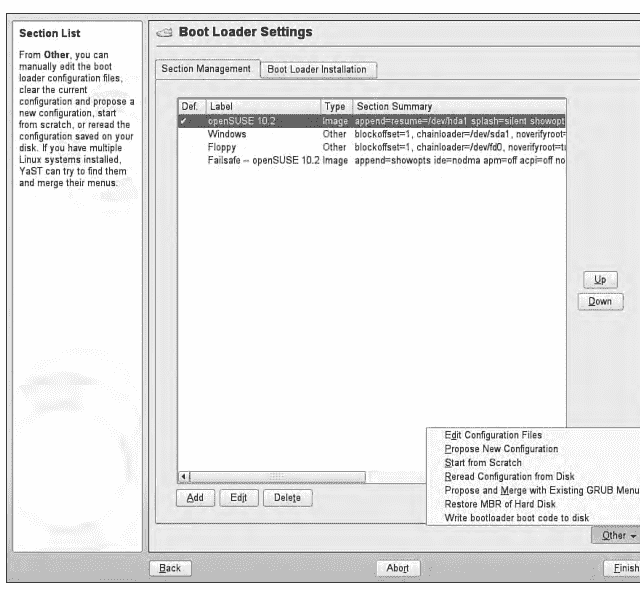 Section List
From Other, you can
manually edit the boot
loader configuration files,
clear the current
configuration and propose a
new configuration, start
from scratch, or reread the
configuration saved on your
disk. If you have multiple
Linux systems installed,
YaST can try to find them
and merge their menus.
Boot Loader Settings
Section Management Boot Loader Installation
Def. Label Type Section Summary
✔ openSUSE 10.2 Image append=resume=/dev/hda1 splash=silent showopt
Windows Other blockoffset=1, chainloader=/dev/sda1, noverifyroot=
Floppy Other blockoffset=1, chainloader=/dev/fd0, noverifyroot=tr
Failsafe -- openSUSE 10.2 Image append=showopts ide=nodma apm=off acpi=off no
Up
Down
Edit Configuration Files
Propose New Configuration
Start from Scratch
Reread Configuration from Disk
Propose and Merge with Existing GRUB Menu
Restore MBR of Hard Disk
Write bootloader boot code to disk
Add Edit Delete
Other
Back Abort Finish